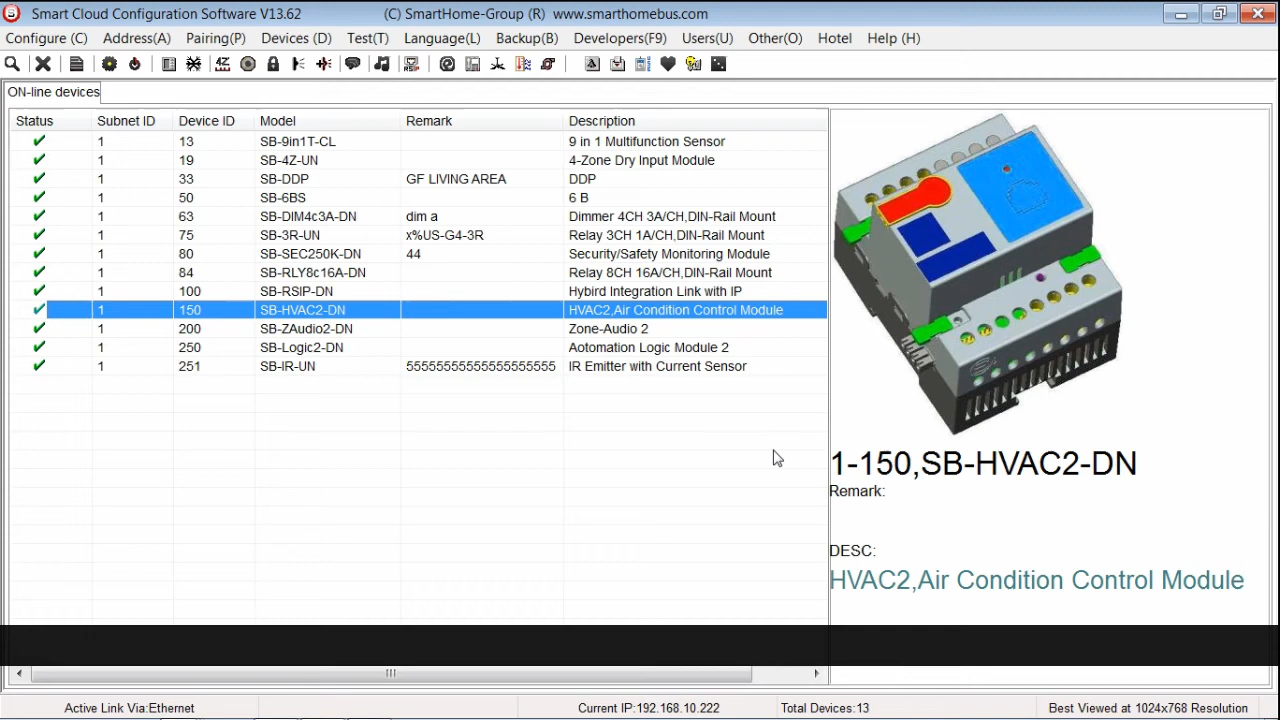 Smart Cloud Configuration Software V13.62 (C) SmartHome-Group (R) www.smarthomebus.com
Configure (C) Address(A) Pairing(P) Devices (D) Test(T) Language(L) Backup(B) Developers(F9) Users(U) Other(O) Hotel Help (H)
ON-line devices
Status Subnet ID Device ID Model Remark Description
1 13 SB-9in1T-CL 9 in 1 Multifunction Sensor
1 19 SB-4Z-UN 4-Zone Dry Input Module
1 33 SB-DDP GF LIVING AREA DDP
1 50 SB-6BS 6 B
1 63 SB-DIM4c3A-DN dim a Dimmer 4CH 3A/CH,DIN-Rail Mount
1 75 SB-3R-UN x%US-G4-3R Relay 3CH 1A/CH,DIN-Rail Mount
1 80 SB-SEC250K-DN 44 Security/Safety Monitoring Module
1 84 SB-RLY8c16A-DN Relay 8CH 16A/CH,DIN-Rail Mount
1 100 SB-RSIP-DN Hybird Integration Link with IP
1 150 SB-HVAC2-DN HVAC2,Air Condition Control Module
1 200 SB-ZAudio2-DN Zone-Audio 2
1 250 SB-Logic2-DN Aotomation Logic Module 2
1 251 SB-IR-UN 55555555555555555555 IR Emitter with Current Sensor
1-150,SB-HVAC2-DN
Remark:
DESC:
HVAC2,Air Condition Control Module
Active Link Via:Ethernet Current IP:192.168.10.222 Total Devices:13 Best Viewed at 1024x768 Resolution